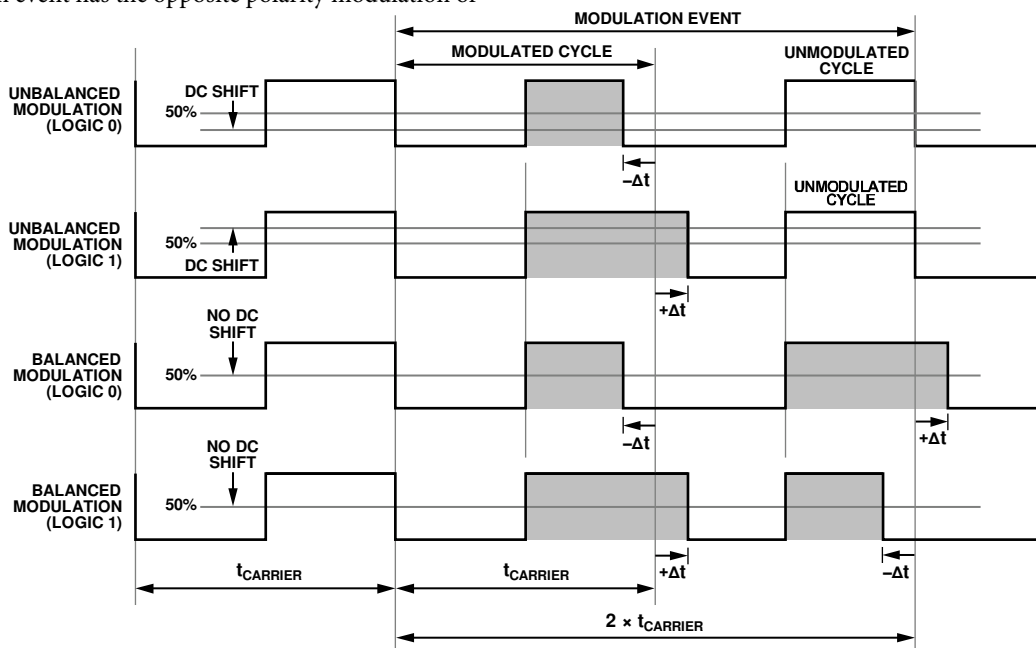 n event has the opposite polarity modulation of
MODULATION EVENT
MODULATED CYCLE
UNMODULATED
CYCLE
UNBALANCED
MODULATION
(LOGIC 0)
DC SHIFT
50%
–Δt
UNMODULATED
CYCLE
UNBALANCED
MODULATION
(LOGIC 1)
50%
DC SHIFT
+Δt
NO DC
SHIFT
BALANCED
MODULATION
(LOGIC 0)
50%
–Δt
+Δt
NO DC
SHIFT
BALANCED
MODULATION
(LOGIC 1)
50%
+Δt
–Δt
tCARRIER
tCARRIER
2 × tCARRIER